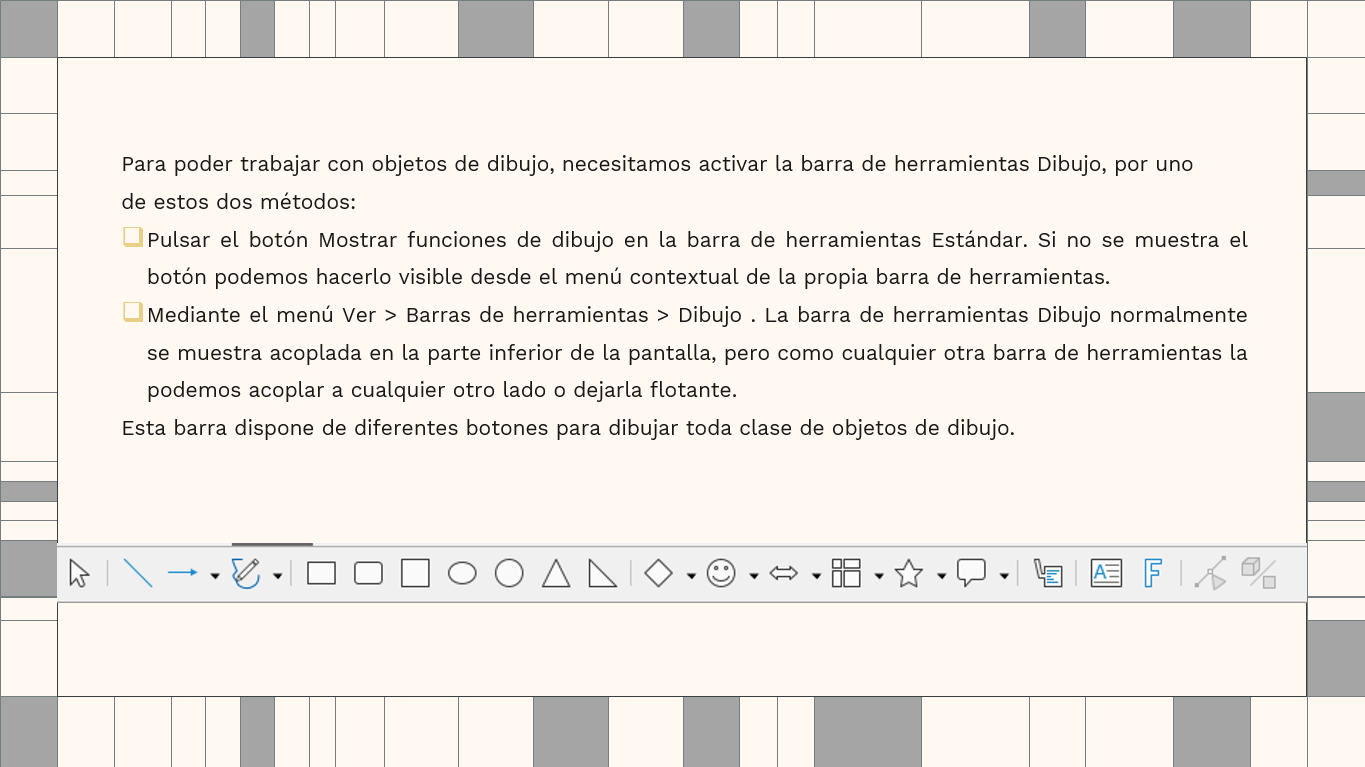 Para poder trabajar con objetos de dibujo, necesitamos activar la barra de herramientas Dibujo, por uno
de estos dos métodos:
Pulsar el botón Mostrar funciones de dibujo en la barra de herramientas Estándar. Si no se muestra el
botón podemos hacerlo visible desde el menú contextual de la propia barra de herramientas.
Mediante el menú Ver > Barras de herramientas > Dibujo . La barra de herramientas Dibujo normalmente
se muestra acoplada en la parte inferior de la pantalla, pero como cualquier otra barra de herramientas la
podemos acoplar a cualquier otro lado o dejarla flotante.
Esta barra dispone de diferentes botones para dibujar toda clase de objetos de dibujo.
A F